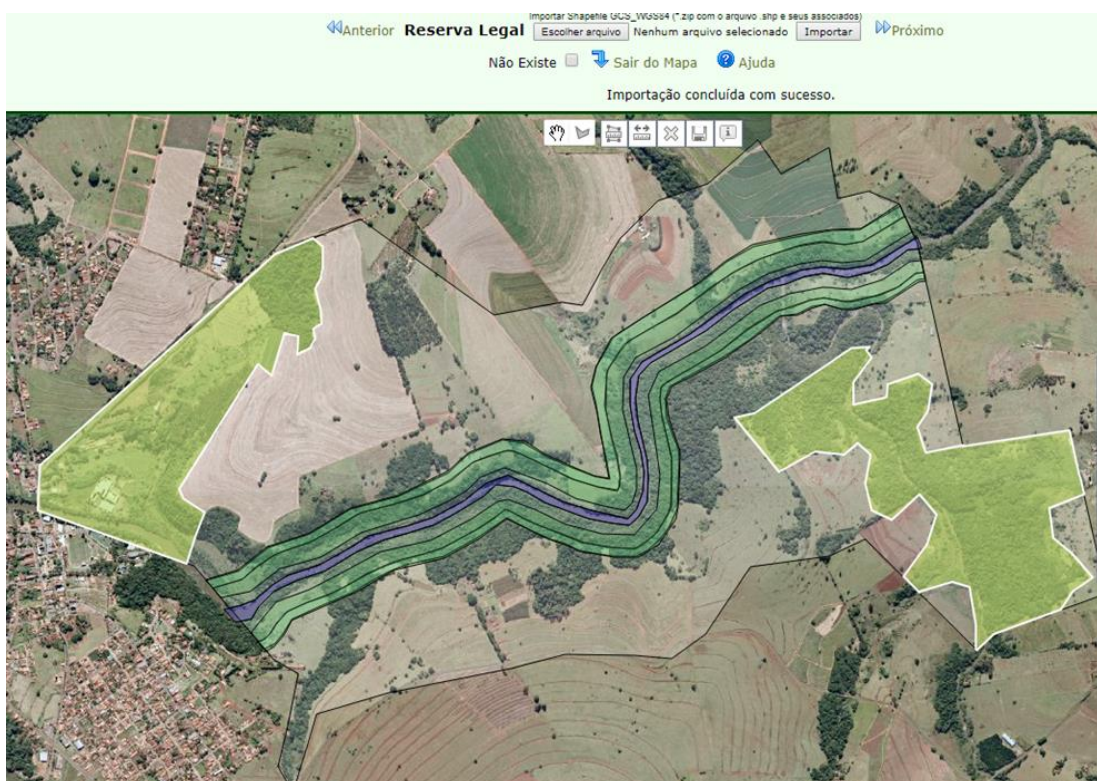 Importar Shapefile GCS_WGS84 (*.zip com o arquivo .shp e seus associados)
Anterior Reserva Legal Escolher arquivo Nenhum arquivo selecionado Importar Próximo
Não Existe Sair do Mapa ? Ajuda
Importação concluída com sucesso.